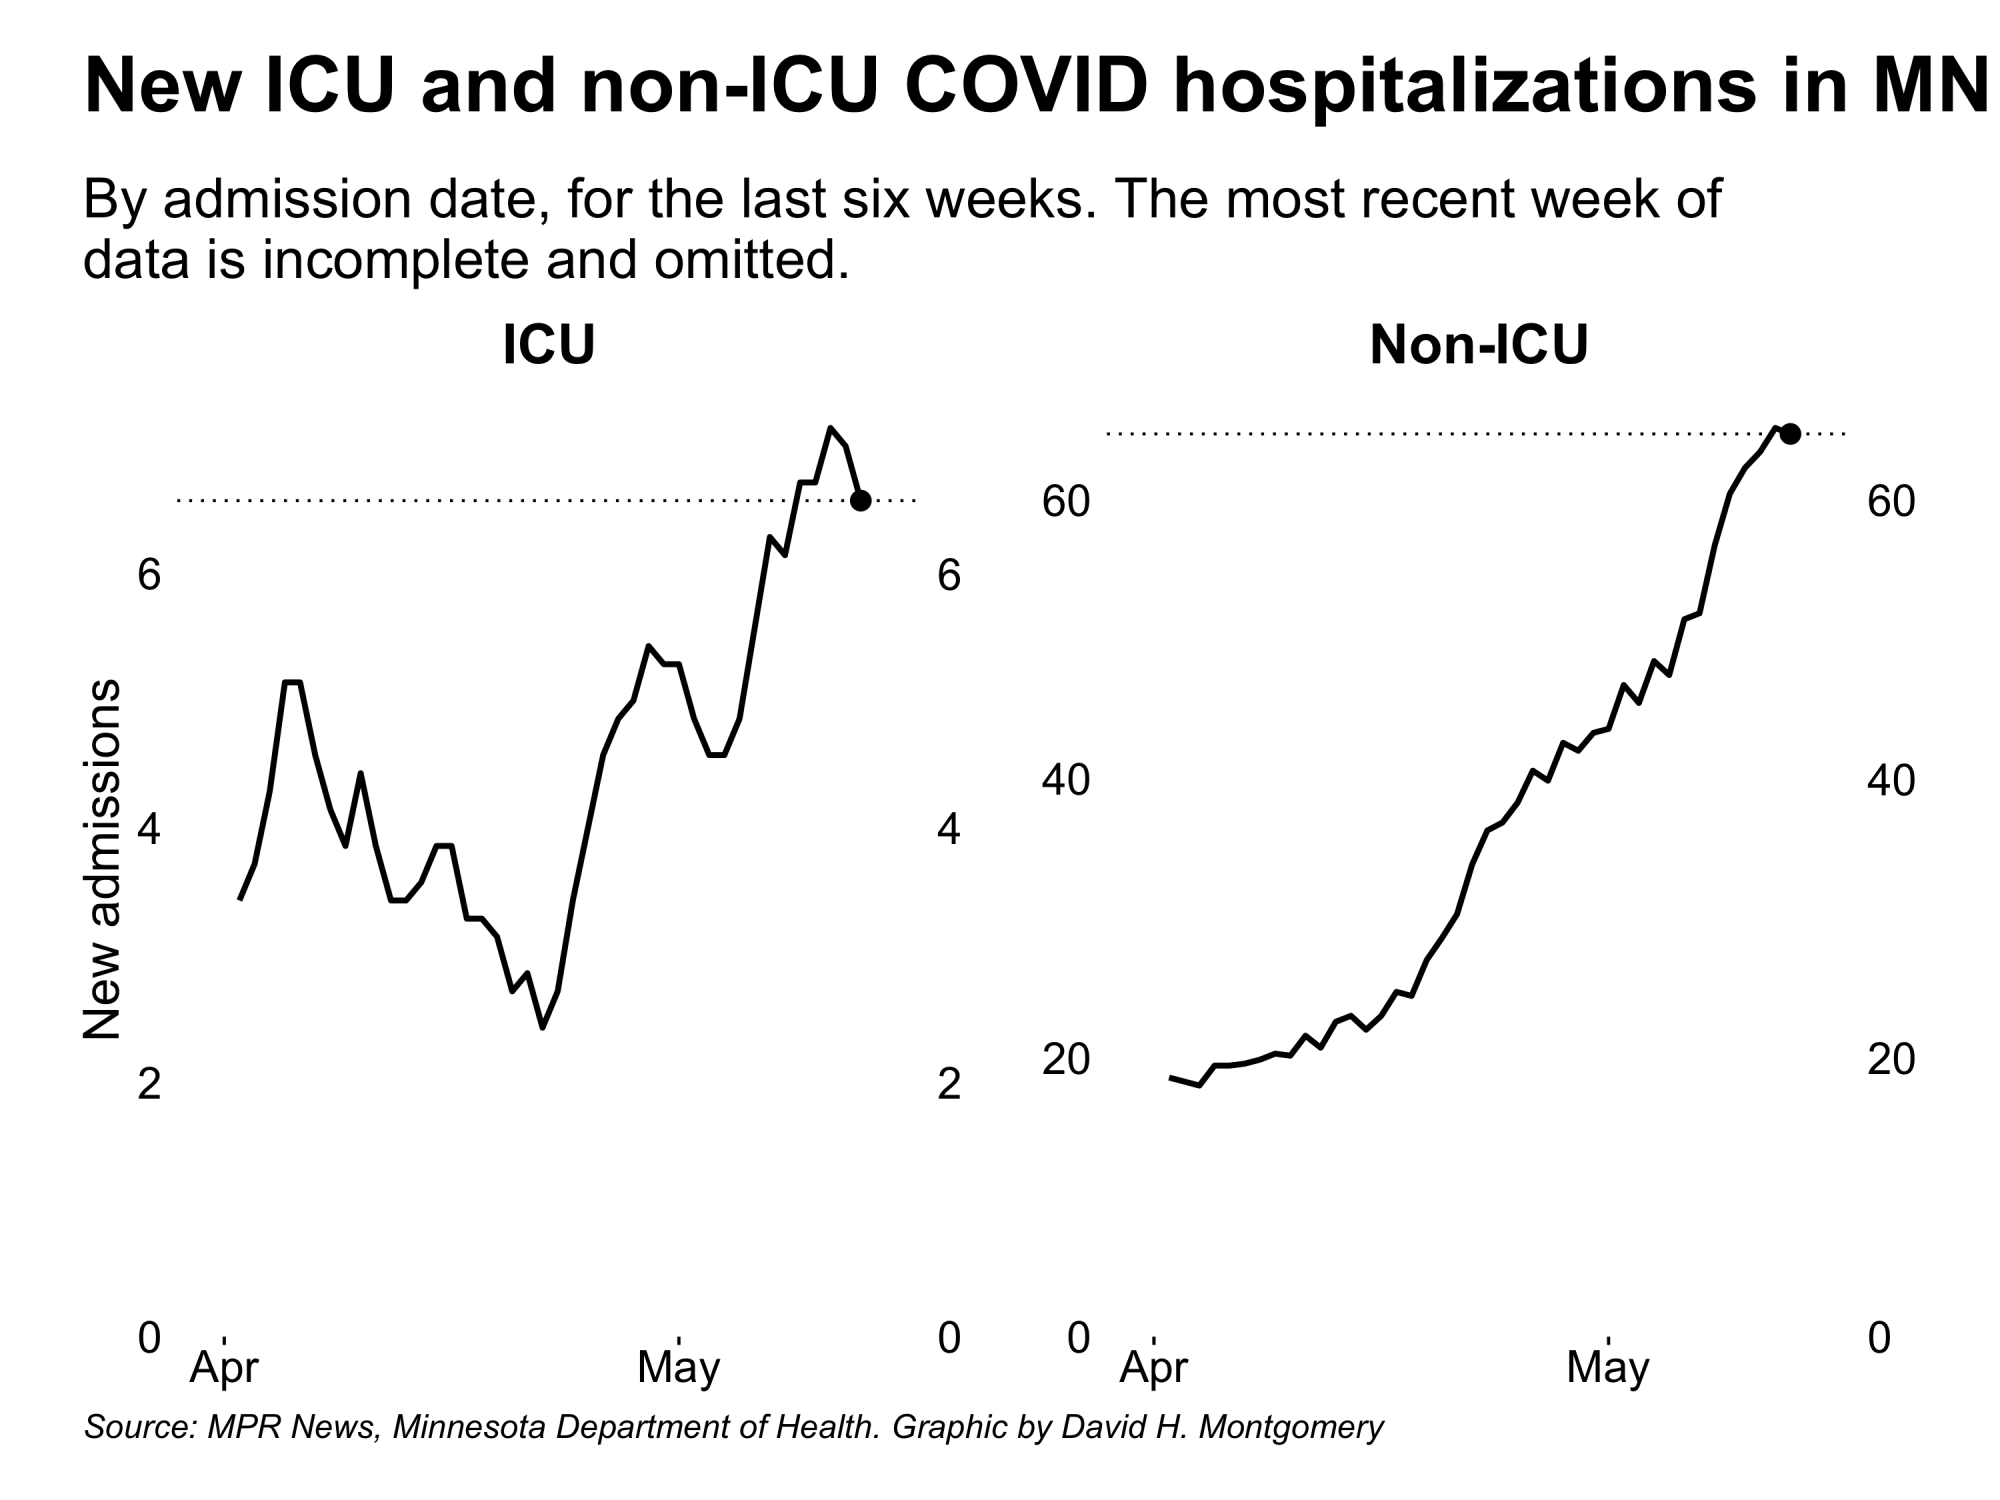 New ICU and non-ICU COVID hospitalizations in MN
By admission date, for the last six weeks. The most recent week of
data is incomplete and omitted.
ICU
Non-ICU
New admissions
6
4
2
0
6
4
2
0
Apr
May
60
40
20
0
60
40
20
0
Apr
May
Source: MPR News, Minnesota Department of Health. Graphic by David H. Montgomery